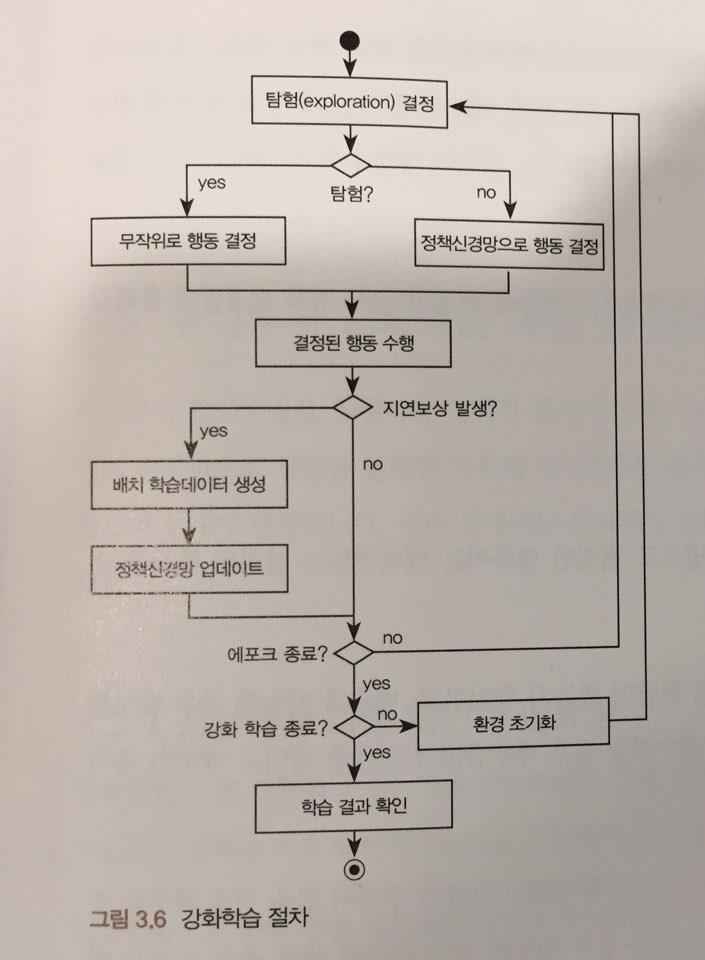 탐험(exploration) 결정
탐험?
yes
no
무작위로 행동 결정
정책신경망으로 행동 결정
결정된 행동 수행
지연보상 발생?
yes
no
배치 학습데이터 생성
정책신경망 업데이트
에포크 종료?
no
yes
강화 학습 종료?
no
환경 초기화
yes
학습 결과 확인
그림 3.6 강화학습 절차